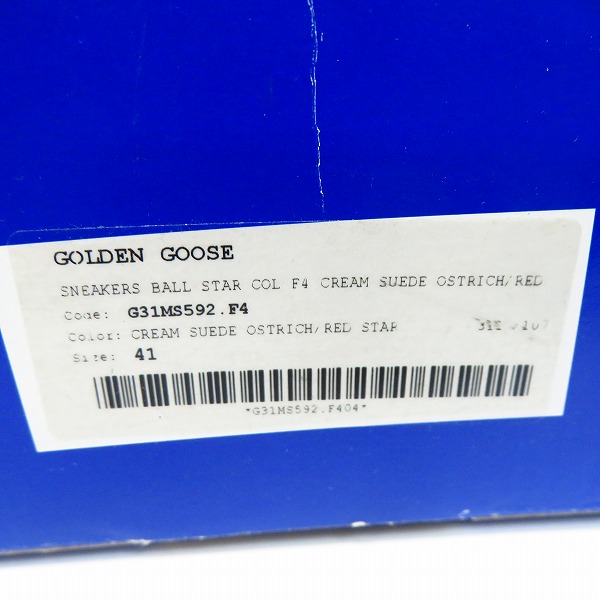 GOLDEN GOOSE
SNEAKERS BALL STAR COL F4 CREAM SUEDE OSTRICH/RED
Code: G31MS592.F4
Color: CREAM SUEDE OSTRICH/RED STAR
Size: 41
*G31MS592.F404*